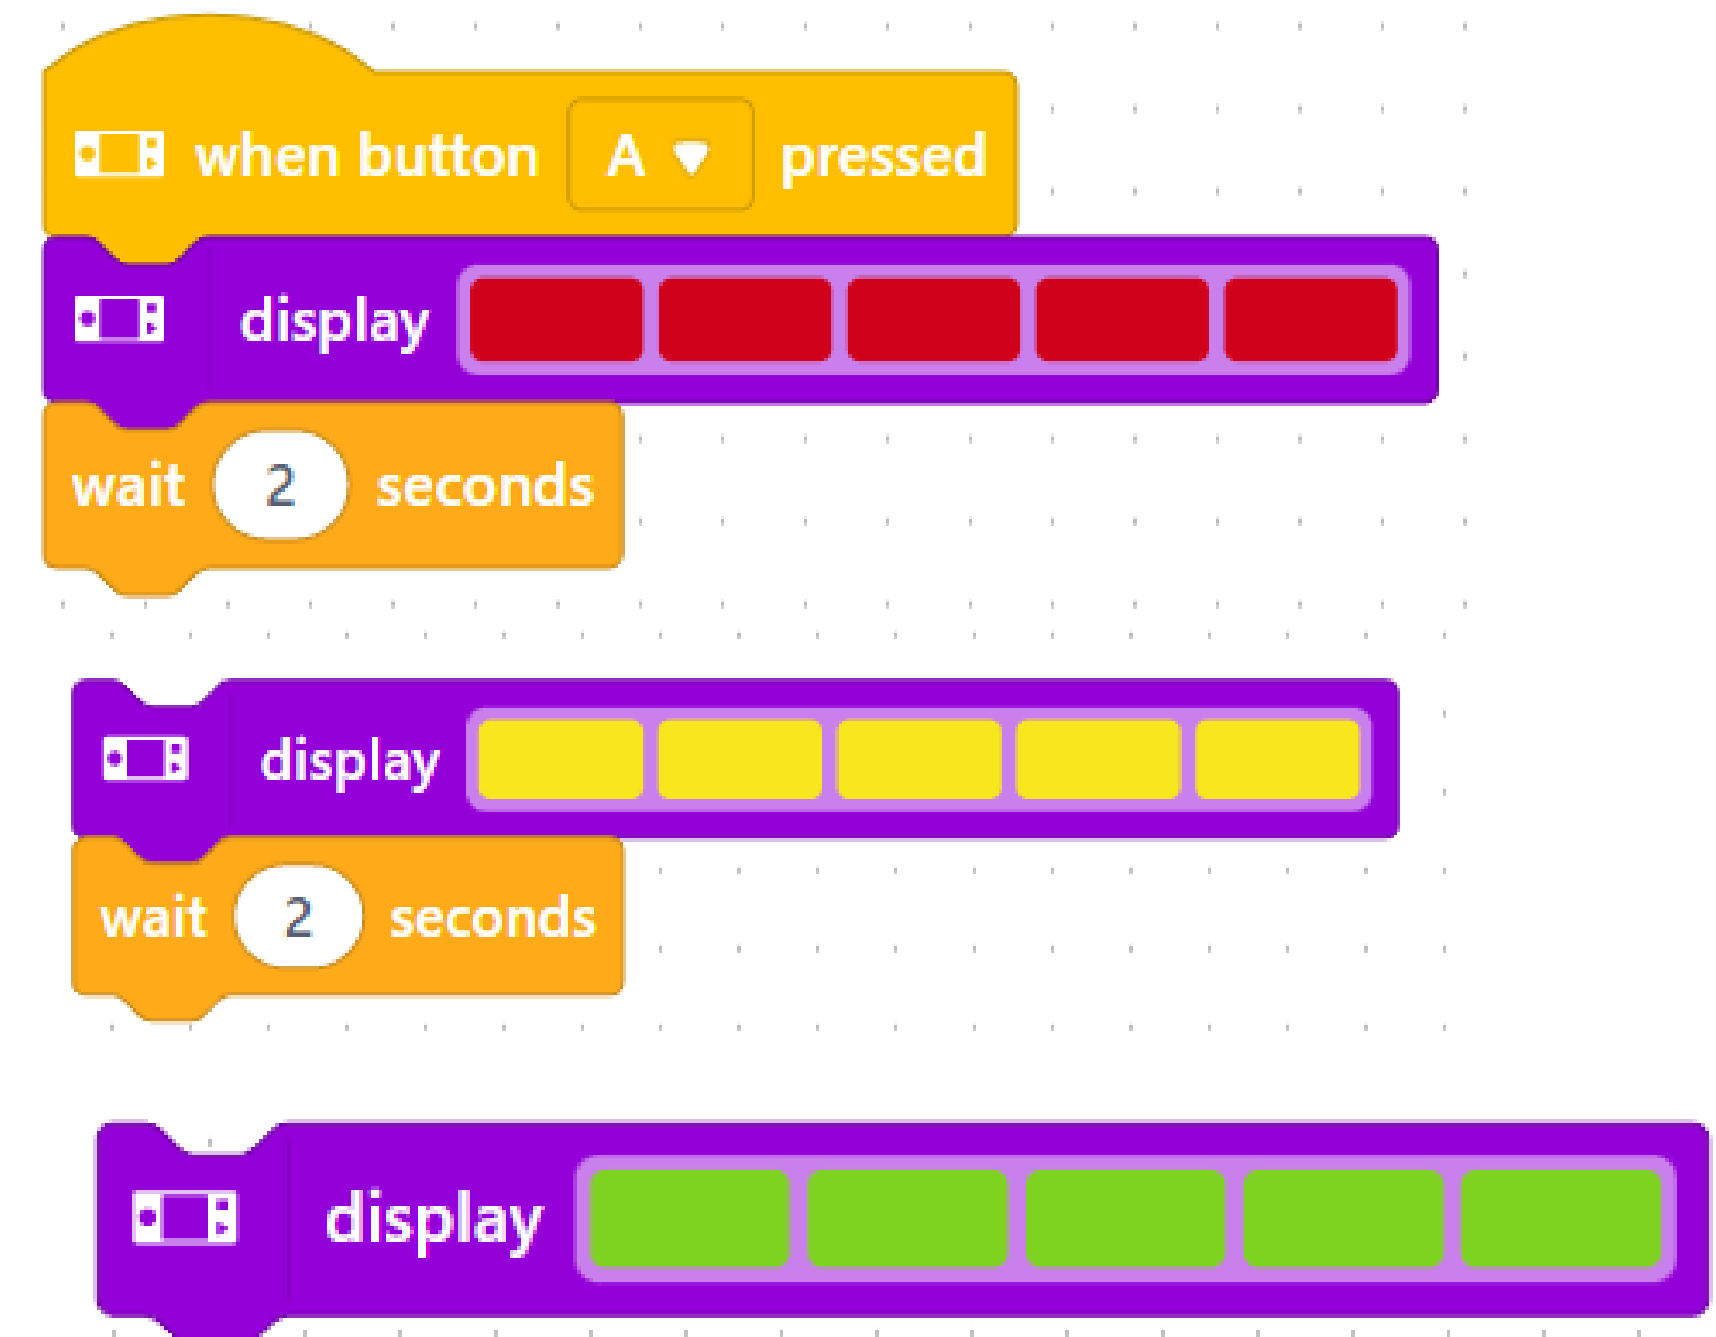 when button A pressed
display
wait 2 seconds
display
wait 2 seconds
display